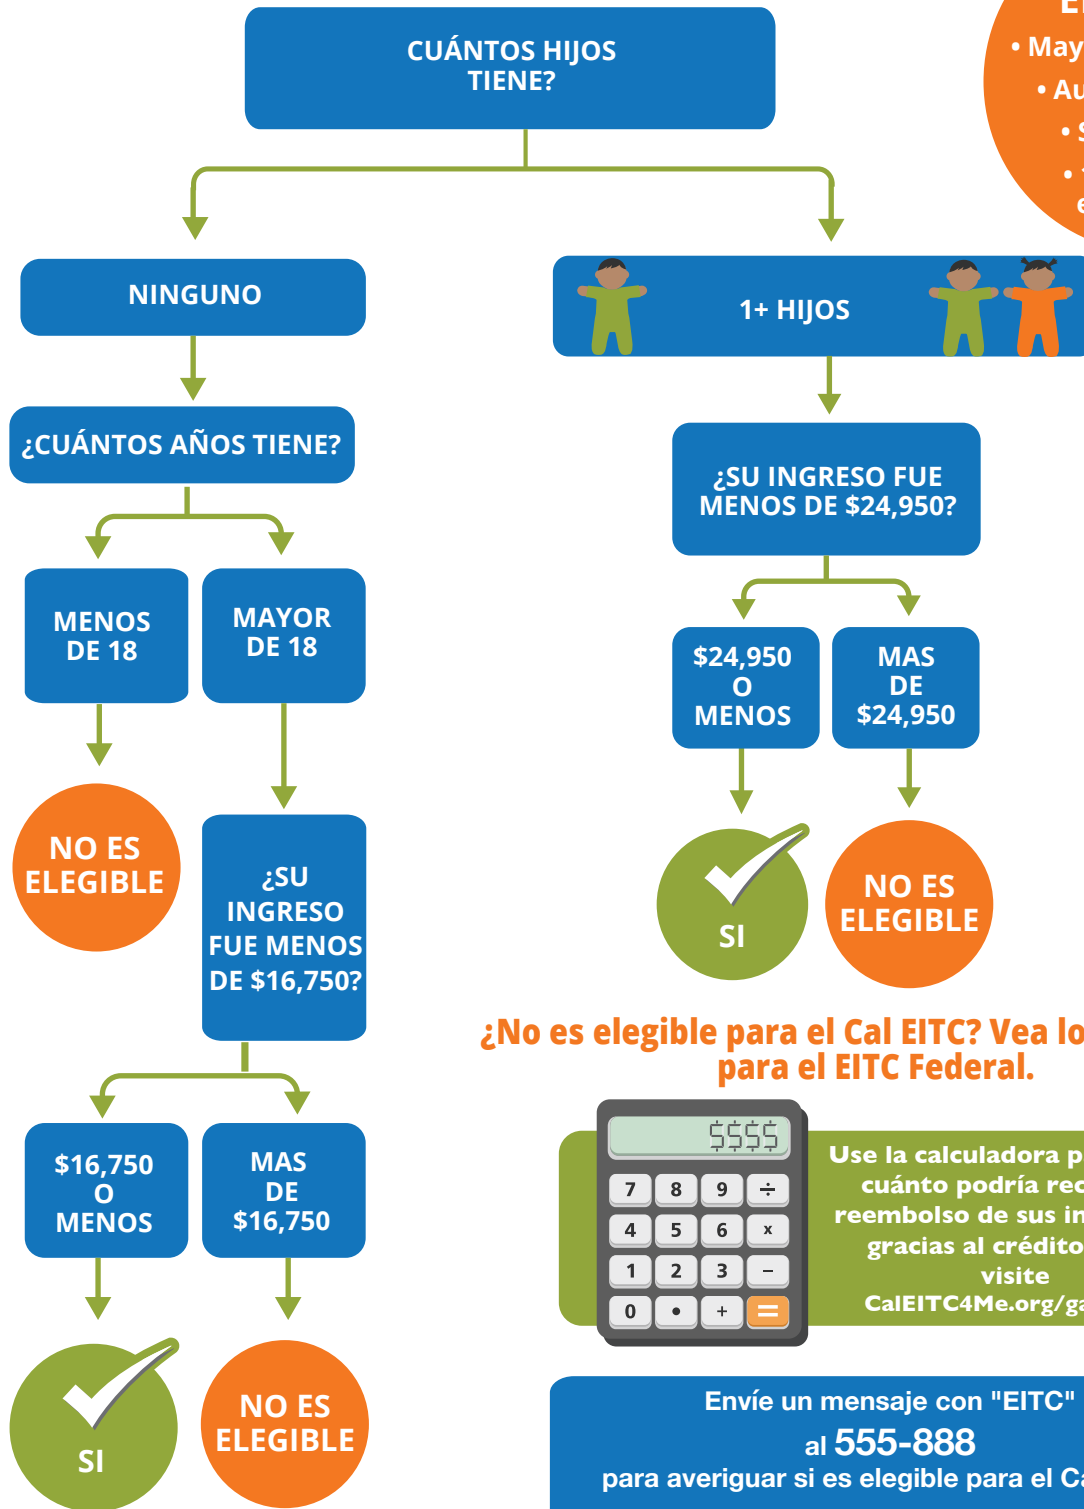 CUÁNTOS HIJOS
TIENE?
• May
NINGUNO
1+ HIJOS
¿CUÁNTOS AÑOS TIENE?
¿SU INGRESO FUE
MENOS DE $24,950?
MENOS
DE 18
MAYOR
DE 18
$24,950
O
MENOS
MAS
DE
$24,950
NO ES
ELEGIBLE
¿SU
INGRESO
FUE MENOS
DE $16,750?
SI
NO ES
ELEGIBLE
¿No es elegible para el Cal EITC? Vea lo
para el EITC Federal.
$$$$
7 8 9 ÷
4 5 6 x
1 2 3 −
0 • + =
Use la calculadora p
cuánto podría rec
reembolso de sus in
gracias al crédito
visite
CalEITC4Me.org/ga
$16,750
O
MENOS
MAS
DE
$16,750
SI
NO ES
ELEGIBLE
Envíe un mensaje con "EITC"
al 555-888
para averiguar si es elegible para el Ca